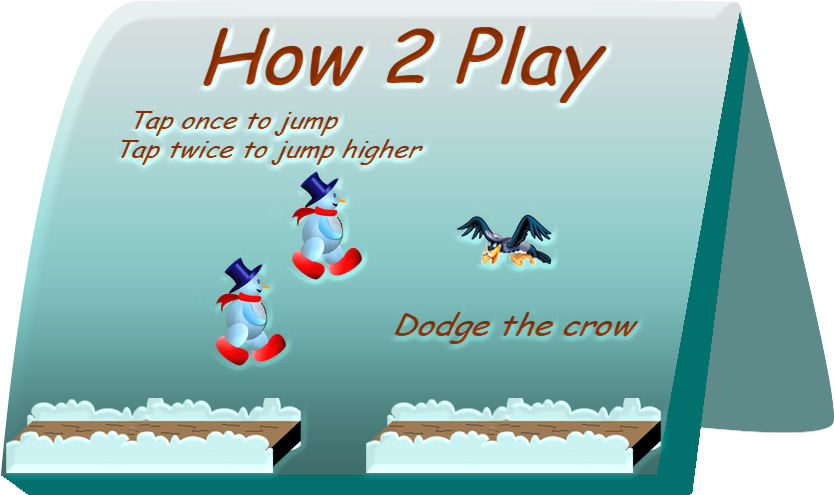 How 2 Play
Tap once to jump
Tap twice to jump higher
Dodge the crow